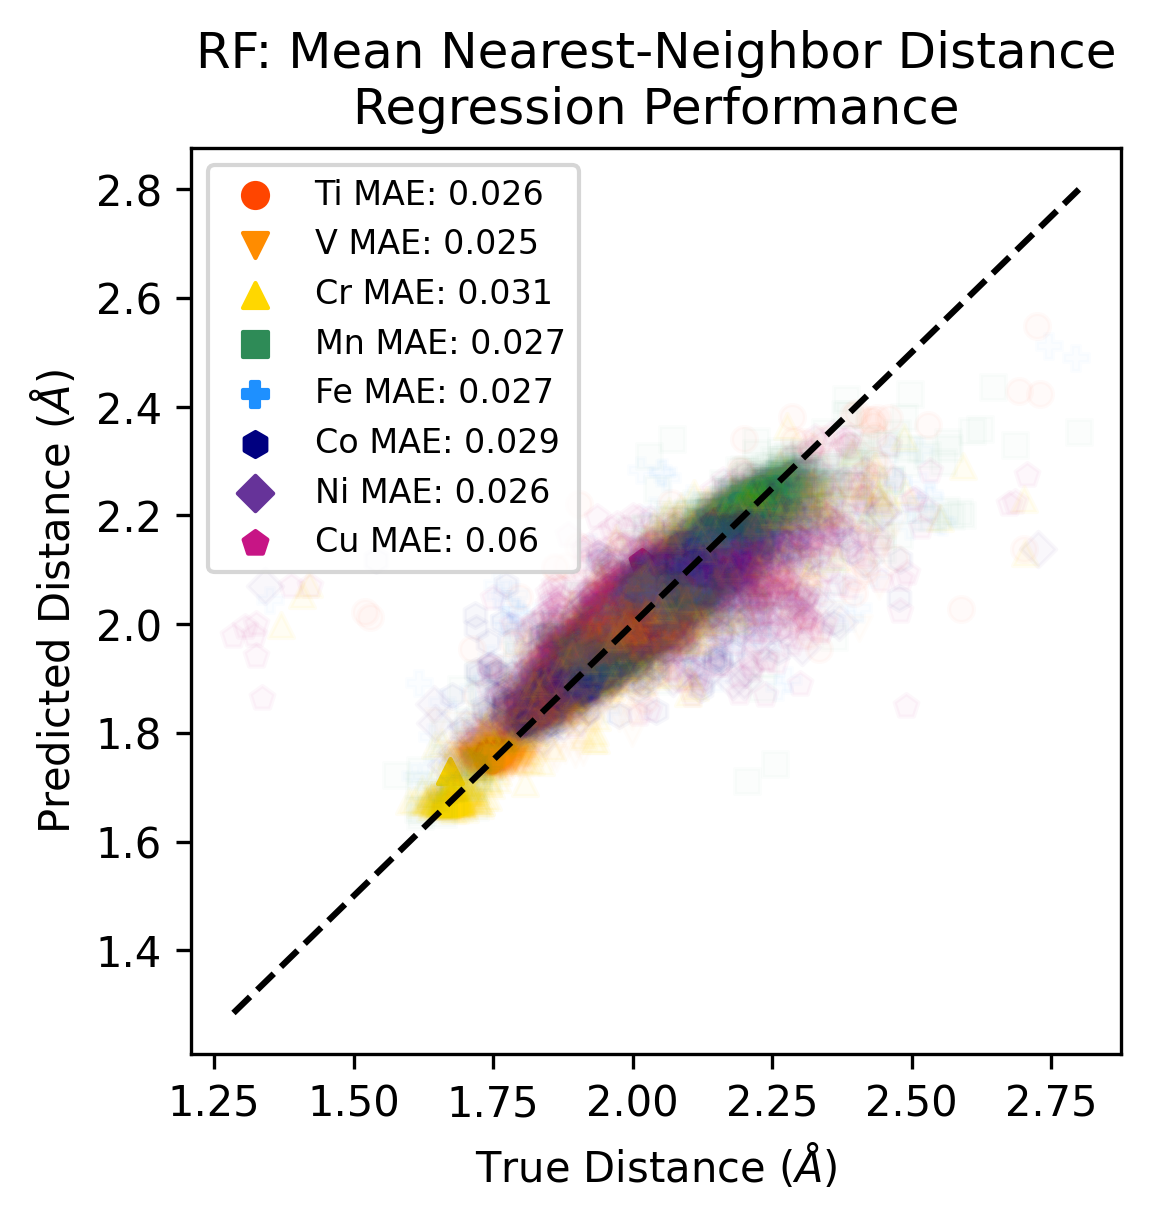 RF: Mean Nearest-Neighbor Distance
Regression Performance
2.8
2.6
2.4
2.2
2.0
1.8
1.6
1.4
Predicted Distance (Å)
Ti MAE: 0.026
V MAE: 0.025
Cr MAE: 0.031
Mn MAE: 0.027
Fe MAE: 0.027
Co MAE: 0.029
Ni MAE: 0.026
Cu MAE: 0.06
1.25 1.50 1.75 2.00 2.25 2.50 2.75
True Distance (Å)